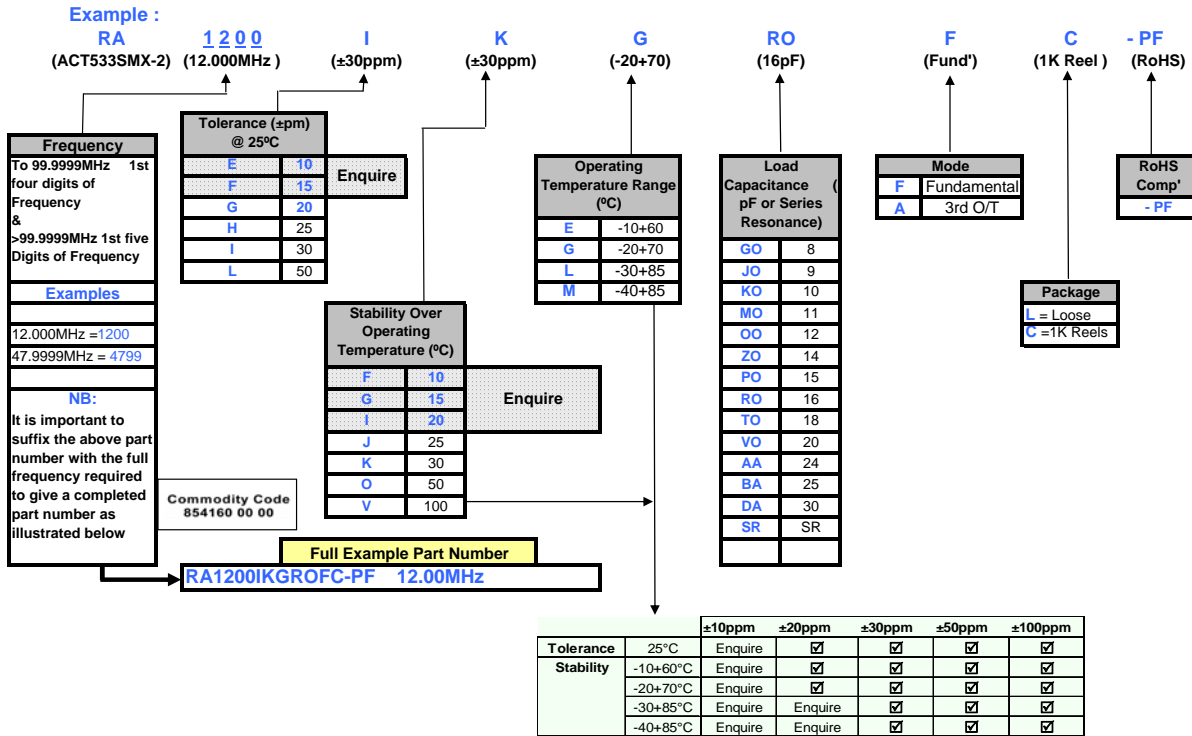 Example :
RA 1200 I K G RO F C - PF
(ACT533SMX-2) (12.000MHz ) (±30ppm) (±30ppm) (-20+70) (16pF) (Fund') (1K Reel ) (RoHS)
Frequency
To 99.9999MHz 1st
four digits of
Frequency
&
>99.9999MHz 1st five
Digits of Frequency
Examples
12.000MHz =1200
47.9999MHz = 4799
NB:
It is important to
suffix the above part
number with the full
frequency required
to give a completed
part number as
illustrated below
Tolerance (±pm)
@ 25ºC
E 10
F 15
Enquire
G 20
H 25
I 30
L 50
Stability Over
Operating
Temperature (ºC)
F 10
G 15
I 20
Enquire
J 25
K 30
O 50
V 100
Operating
Temperature Range
(ºC)
E -10+60
G -20+70
L -30+85
M -40+85
Load
Capacitance (
pF or Series
Resonance)
GO 8
JO 9
KO 10
MO 11
OO 12
ZO 14
PO 15
RO 16
TO 18
VO 20
AA 24
BA 25
DA 30
SR SR
Mode
F Fundamental
A 3rd O/T
Package
L = Loose
C =1K Reels
RoHS
Comp'
- PF
Commodity Code
854160 00 00
Full Example Part Number
RA1200IKGROFC-PF 12.00MHz
±10ppm ±20ppm ±30ppm ±50ppm ±100ppm
Tolerance 25°C Enquire ☑ ☑ ☑ ☑
Stability -10+60°C Enquire ☑ ☑ ☑ ☑
-20+70°C Enquire ☑ ☑ ☑ ☑
-30+85°C Enquire Enquire ☑ ☑ ☑
-40+85°C Enquire Enquire ☑ ☑ ☑